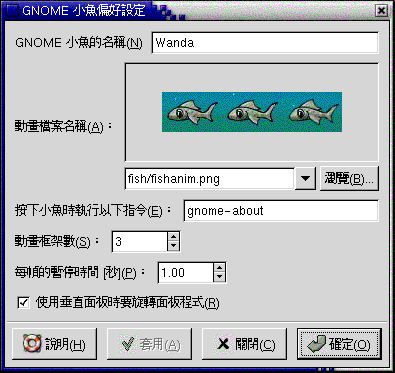 GNOME 小魚偏好設定
GNOME 小魚的名稱(N) Wanda
動畫檔案名稱(A)：
fish/fishanim.png 瀏覽(B)...
按下小魚時執行以下指令(E)： gnome-about
動畫框架數(S)： 3
每幀的暫停時間 [秒](P)： 1.00
使用垂直面板時要旋转面板程式(R)
說明(H) 套用(A) 關閉(C) 確定(O)